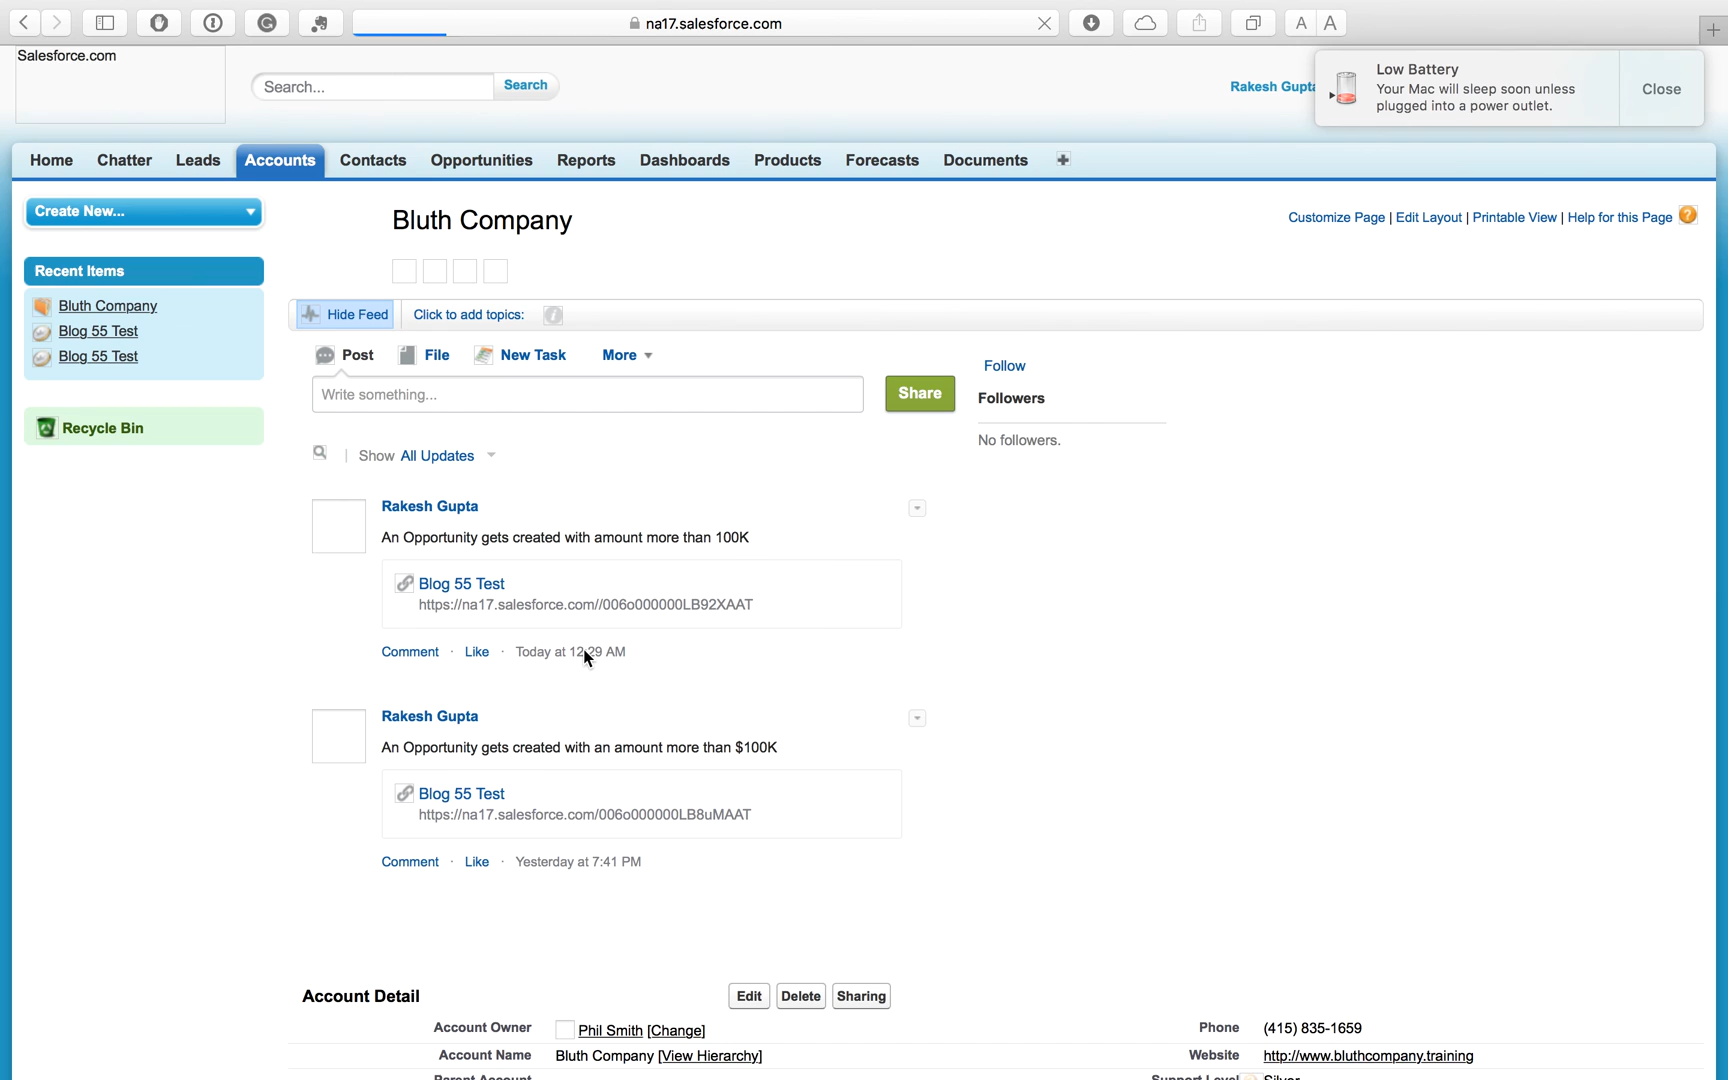 na17.salesforce.com
A A
Salesforce.com
Search...
Search
Rakesh Gupta
Low Battery
Your Mac will sleep soon unless
plugged into a power outlet.
Close
Home Chatter Leads Accounts Contacts Opportunities Reports Dashboards Products Forecasts Documents
Create New...
Bluth Company
Customize Page | Edit Layout | Printable View | Help for this Page
Recent Items
Bluth Company
Blog 55 Test
Blog 55 Test
Recycle Bin
Hide Feed Click to add topics:
Post File New Task More
Write something...
Share
Follow
Followers
No followers.
Show All Updates
Rakesh Gupta
An Opportunity gets created with amount more than 100K
Blog 55 Test
https://na17.salesforce.com//006o000000LB92XAAT
Comment · Like · Today at 12:29 AM
Rakesh Gupta
An Opportunity gets created with an amount more than $100K
Blog 55 Test
https://na17.salesforce.com/006o000000LB8uMAAT
Comment · Like · Yesterday at 7:41 PM
Account Detail
Edit Delete Sharing
Account Owner Phil Smith [Change]
Phone (415) 835-1659
Account Name Bluth Company [View Hierarchy]
Website http://www.bluthcompany.training
Parent Account
Support Level Silver